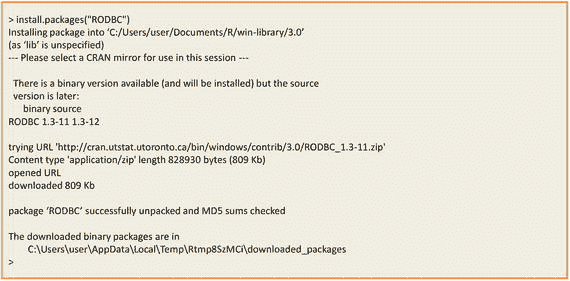 > install.packages("RODBC")
Installing package into ‘C:/Users/user/Documents/R/win-library/3.0’
(as ‘lib’ is unspecified)
--- Please select a CRAN mirror for use in this session ---
There is a binary version available (and will be installed) but the source
version is later:
binary source
RODBC 1.3-11 1.3-12
trying URL 'http://cran.utstat.utoronto.ca/bin/windows/contrib/3.0/RODBC_1.3-11.zip'
Content type 'application/zip' length 828930 bytes (809 Kb)
opened URL
downloaded 809 Kb
package ‘RODBC’ successfully unpacked and MD5 sums checked
The downloaded binary packages are in
C:\Users\user\AppData\Local\Temp\Rtmp8SzMCi\downloaded_packages
>